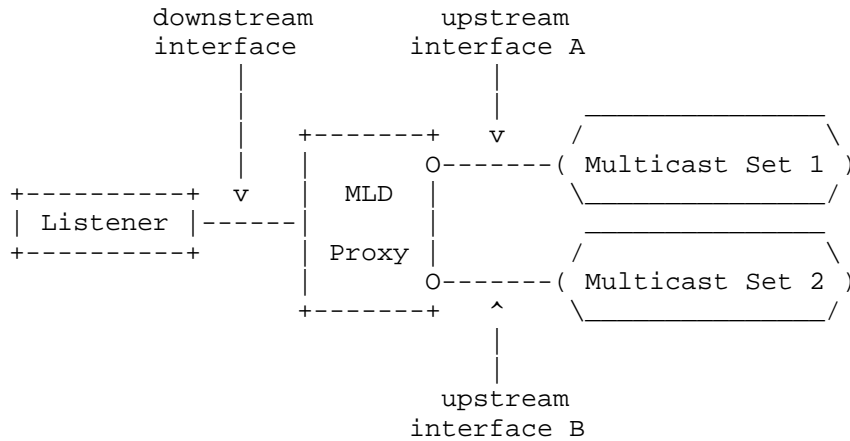 downstream upstream
interface interface A
MLD
Proxy
Listener
Multicast Set 1
Multicast Set 2
upstream
interface B